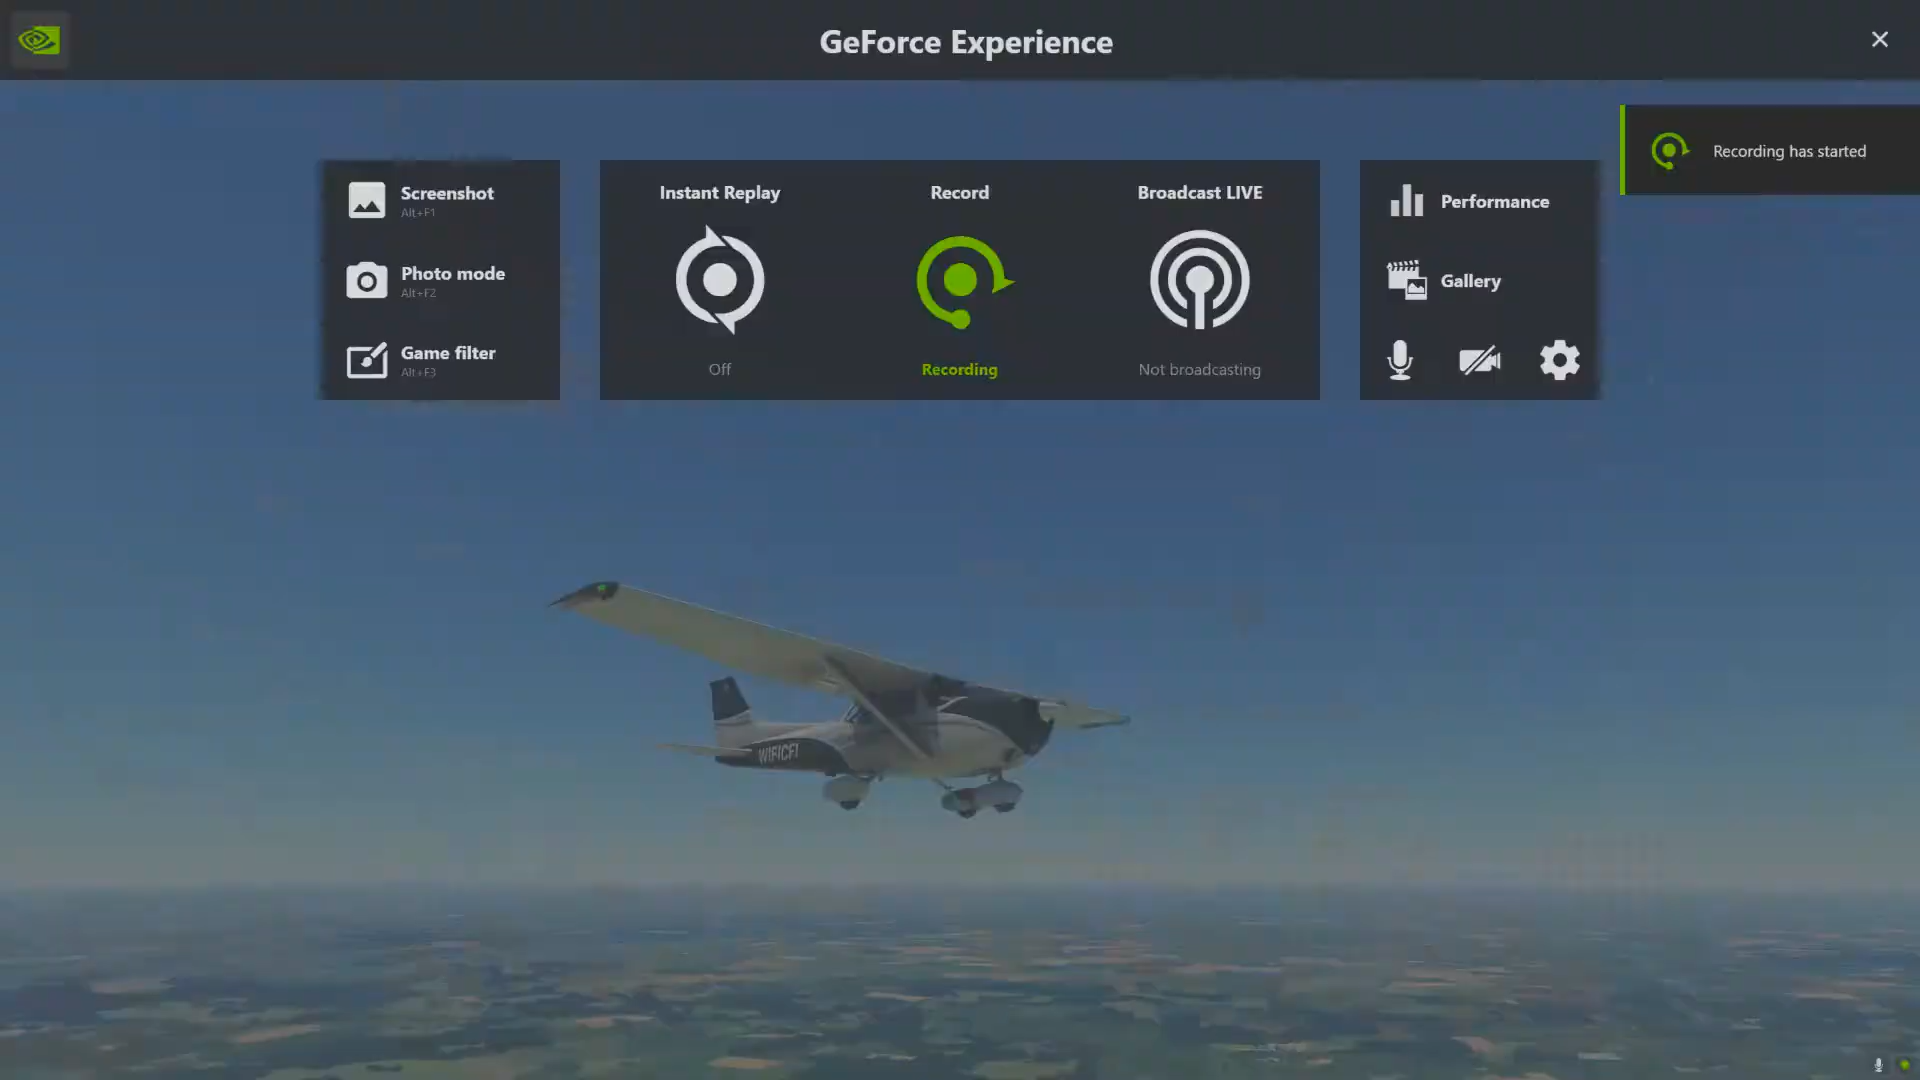 GeForce Experience
Recording has started
Screenshot
Alt+F1
Photo mode
Alt+F2
Game filter
Alt+F3
Instant Replay
Off
Record
Recording
Broadcast LIVE
Not broadcasting
Performance
Gallery
WIFICFI